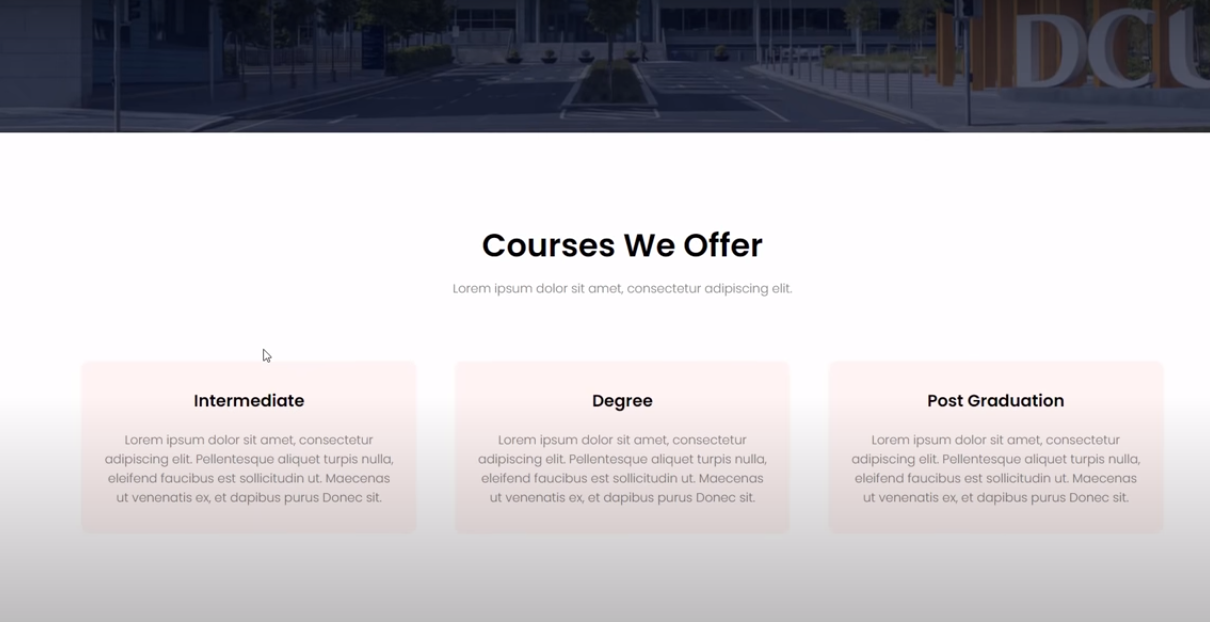 DCU
Courses We Offer
Lorem ipsum dolor sit amet, consectetur adipiscing elit.
Intermediate
Lorem ipsum dolor sit amet, consectetur
adipiscing elit. Pellentesque aliquet turpis nulla,
eleifend faucibus est sollicitudin ut. Maecenas
ut venenatis ex, et dapibus purus Donec sit.
Degree
Lorem ipsum dolor sit amet, consectetur
adipiscing elit. Pellentesque aliquet turpis nulla,
eleifend faucibus est sollicitudin ut. Maecenas
ut venenatis ex, et dapibus purus Donec sit.
Post Graduation
Lorem ipsum dolor sit amet, consectetur
adipiscing elit. Pellentesque aliquet turpis nulla,
eleifend faucibus est sollicitudin ut. Maecenas
ut venenatis ex, et dapibus purus Donec sit.